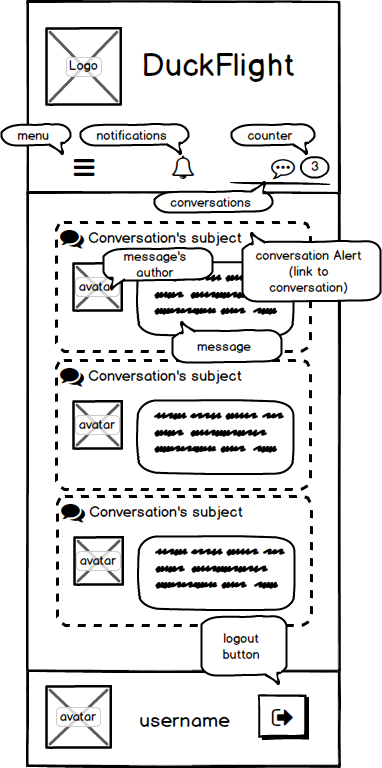 Logo
DuckFlight
menu
notifications
counter
3
conversations
Conversation's subject
conversation Alert
(link to
conversation)
message's
author
avatar
message
Conversation's subject
avatar
Conversation's subject
avatar
logout
button
avatar
username